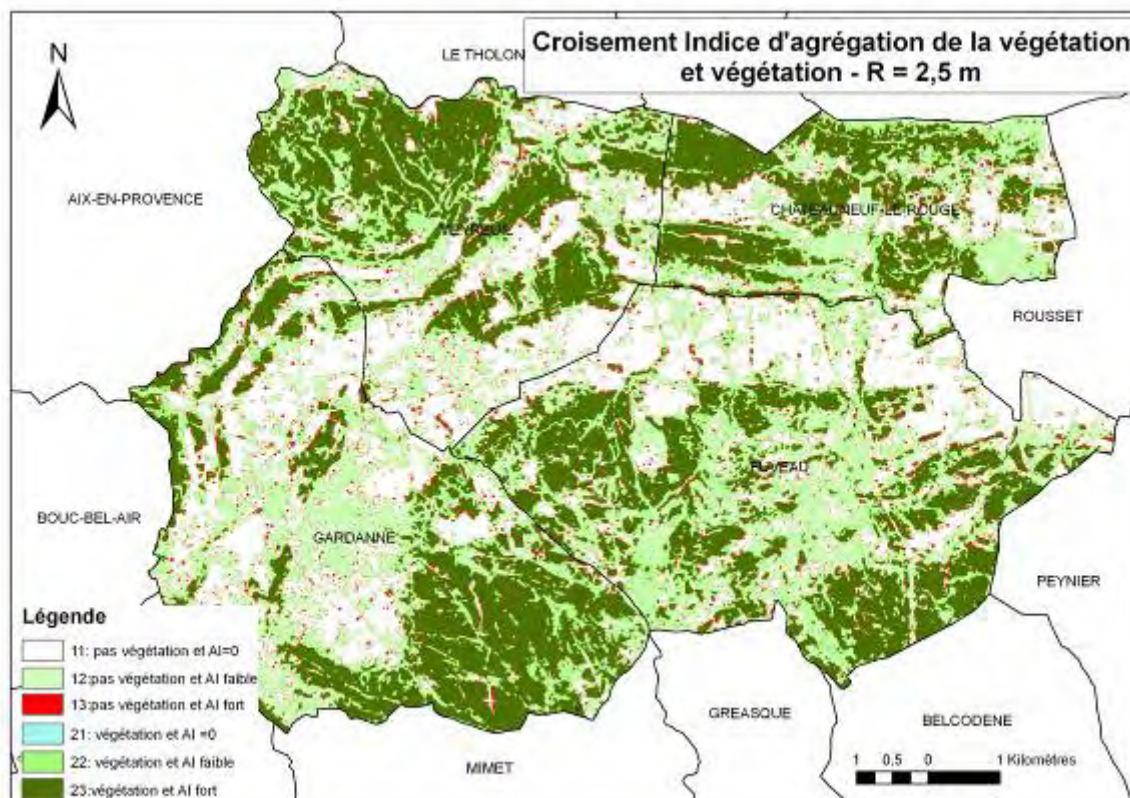 Croisement Indice d'agrégation de la végétation
et végétation - R = 2,5 m
N
LE THOLON
AIX-EN-PROVENCE
MEYREUIL
CHATEAUNEUF-LE-ROUGE
ROUSSET
FUVEAU
BOUC-BEL-AIR
GARDANNE
PEYNIER
GREASQUE
BELCODENE
MIMET
Légende
11: pas végétation et AI=0
12:pas végétation et AI faible
13:pas végétation et AI fort
21: végétation et AI =0
22: végétation et AI faible
23:végétation et AI fort
1 0.5 0 1 Kilomètres